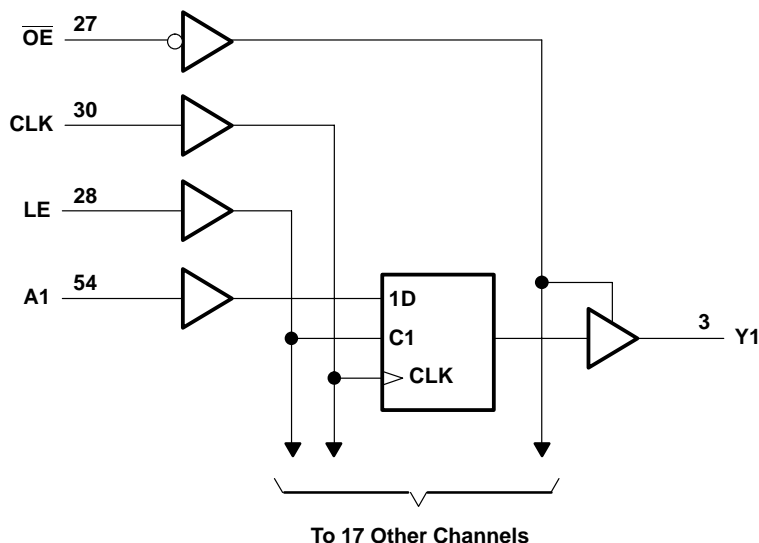 OE 27
CLK 30
LE 28
A1 54
1D
C1
CLK
3 Y1
To 17 Other Channels